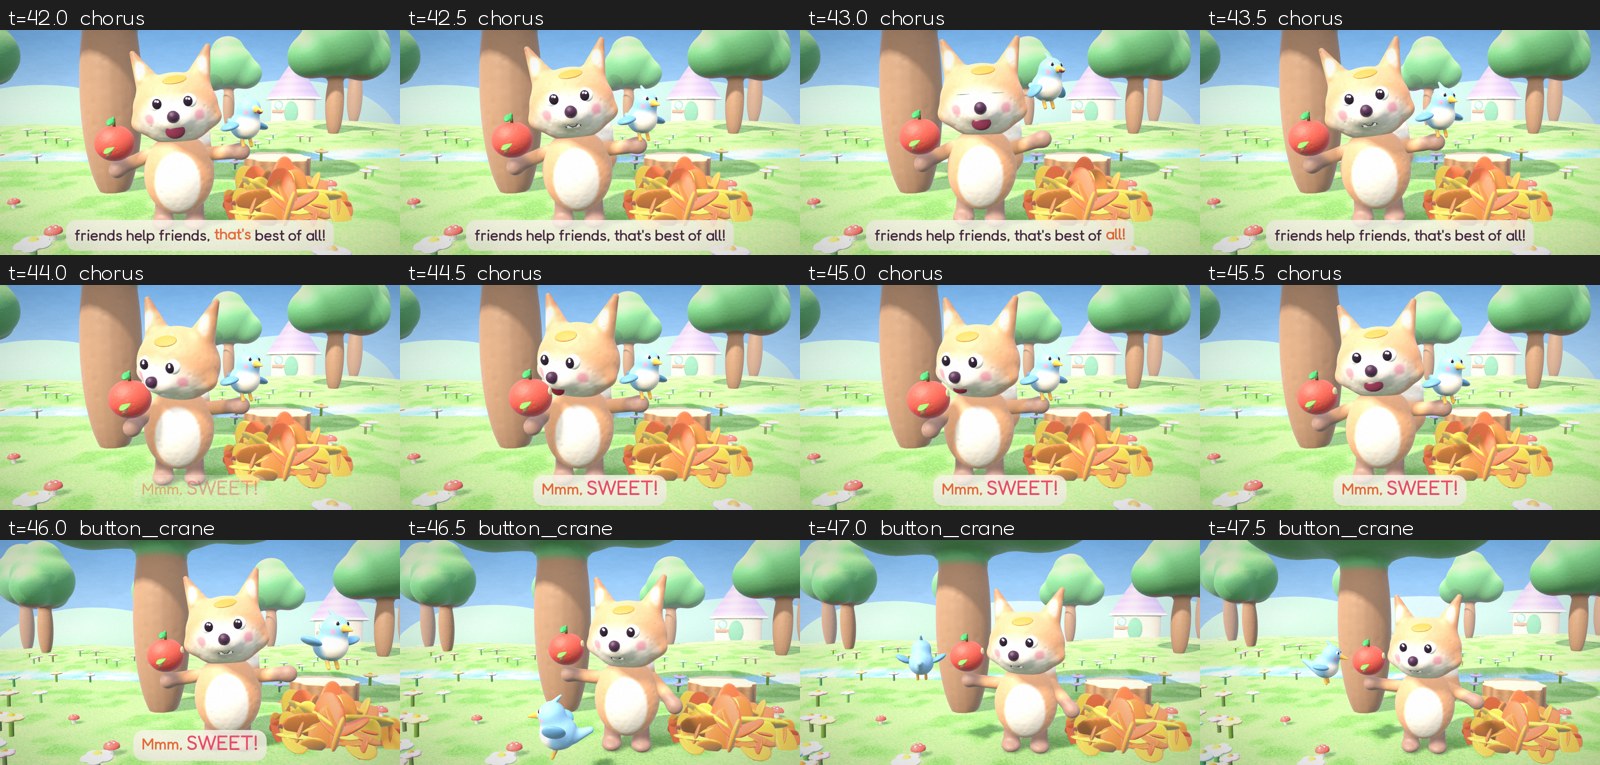 t=42.0 chorus
t=42.5 chorus
t=43.0 chorus
t=43.5 chorus
friends help friends, that's best of all!
friends help friends, that's best of all!
friends help friends, that's best of all!
friends help friends, that's best of all!
t=44.0 chorus
t=44.5 chorus
t=45.0 chorus
t=45.5 chorus
Mmm, SWEET!
Mmm, SWEET!
Mmm, SWEET!
Mmm, SWEET!
t=46.0 button_crane
t=46.5 button_crane
t=47.0 button_crane
t=47.5 button_crane
Mmm, SWEET!